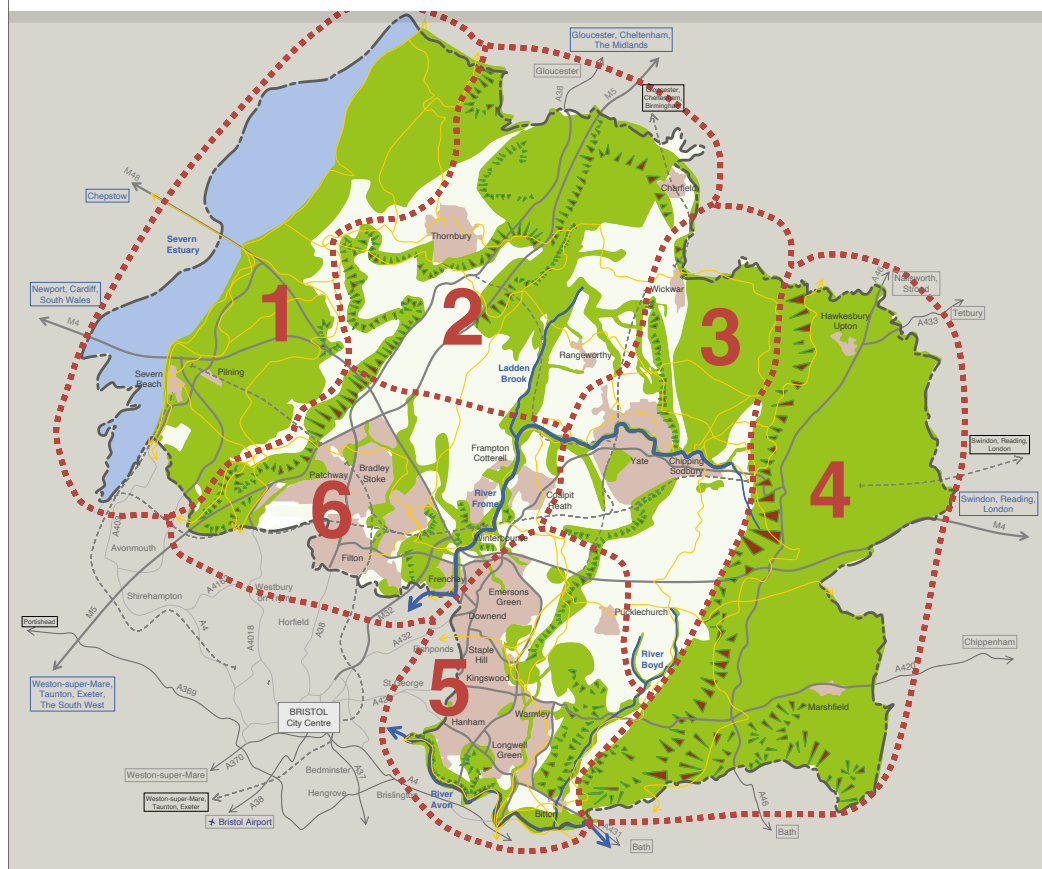 Gloucester, Cheltenham,
The Midlands
Gloucester
A38
M5
Gloucester,
Cheltenham,
Birmingham
Charfield
M48
Chepstow
Severn
Estuary
Thornbury
Newport, Cardiff,
South Wales
M4
1
2
3
4
5
6
Wickwar
A46
Nailsworth,
Stroud
Tetbury
A433
Hawkesbury
Upton
Rangeworthy
Ladden
Brook
Severn
Beach
Pilning
Frampton
Cotterell
Patchway
Bradley
Stoke
Yate
Chipping
Sodbury
Swindon, Reading,
London
Swindon, Reading,
London
M4
River
Frome
Coalpit
Heath
Winterbourne
Filton
Frenchay
Avonmouth
Shirehampton
Westbury
on Trym
Horfield
A4018
A38
A4
M5
M32
A432
Emersons
Green
Downend
Staple
Hill
Kingswood
Pucklechurch
River
Boyd
Portishead
Weston-super-Mare,
Taunton, Exeter,
The South West
A369
St George
BRISTOL
City Centre
Hanham
Warmley
Longwell
Green
Marshfield
Chippenham
A420
Weston-super-Mare
A370
Bedminster
A37
A4
Hengrove
Brislington
River
Avon
Weston-super-Mare,
Taunton, Exeter
A38
Bristol Airport
Bitton
A431
Bath
A46
Bath